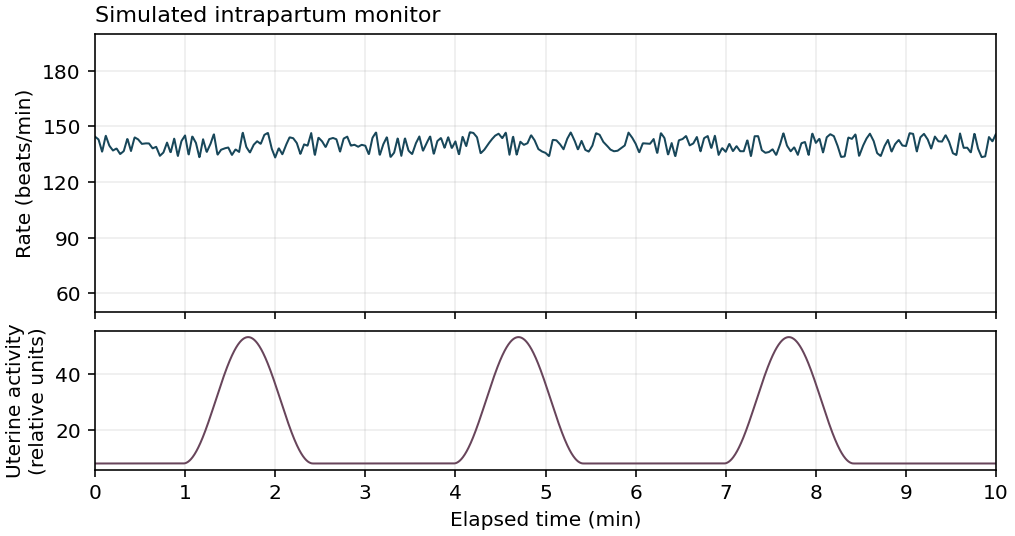 Simulated intrapartum monitor
Rate (beats/min)
180
150
120
90
60
Uterine activity
(relative units)
40
20
0 1 2 3 4 5 6 7 8 9 10
Elapsed time (min)